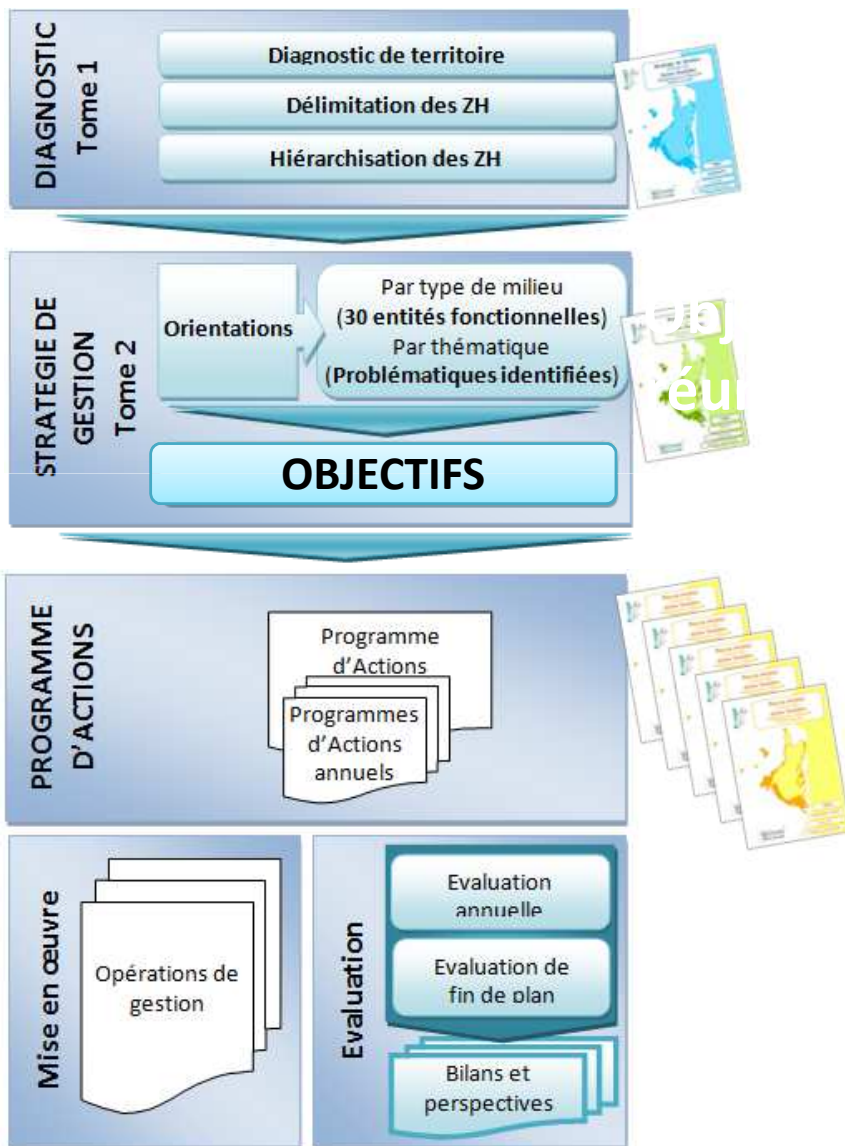 DIAGNOSTIC
Tome 1
Diagnostic de territoire
Délimitation des ZH
Hiérarchisation des ZH
STRATEGIE DE
GESTION
Tome 2
Orientations
Par type de milieu
(30 entités fonctionnelles)
Par thématique
(Problématiques identifiées)
OBJECTIFS
PROGRAMME
D'ACTIONS
Programme
d'Actions
Programmes
d'Actions
annuels
Mise en œuvre
Opérations de
gestion
Evaluation
Evaluation
annuelle
Evaluation de
fin de plan
Bilans et
perspectives